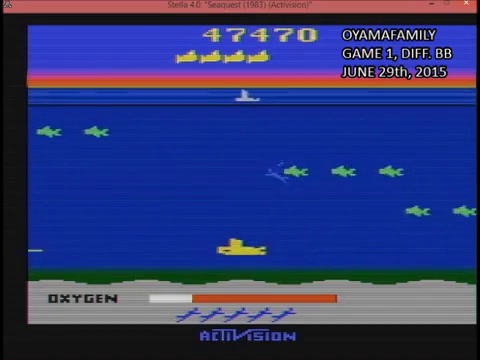 Stella 4.0: "Seaquest (1983) (Activision)"
47470
OYAMAFAMILY
GAME 1, DIFF. BB
JUNE 29th, 2015
OXYGEN
ACTIVISION